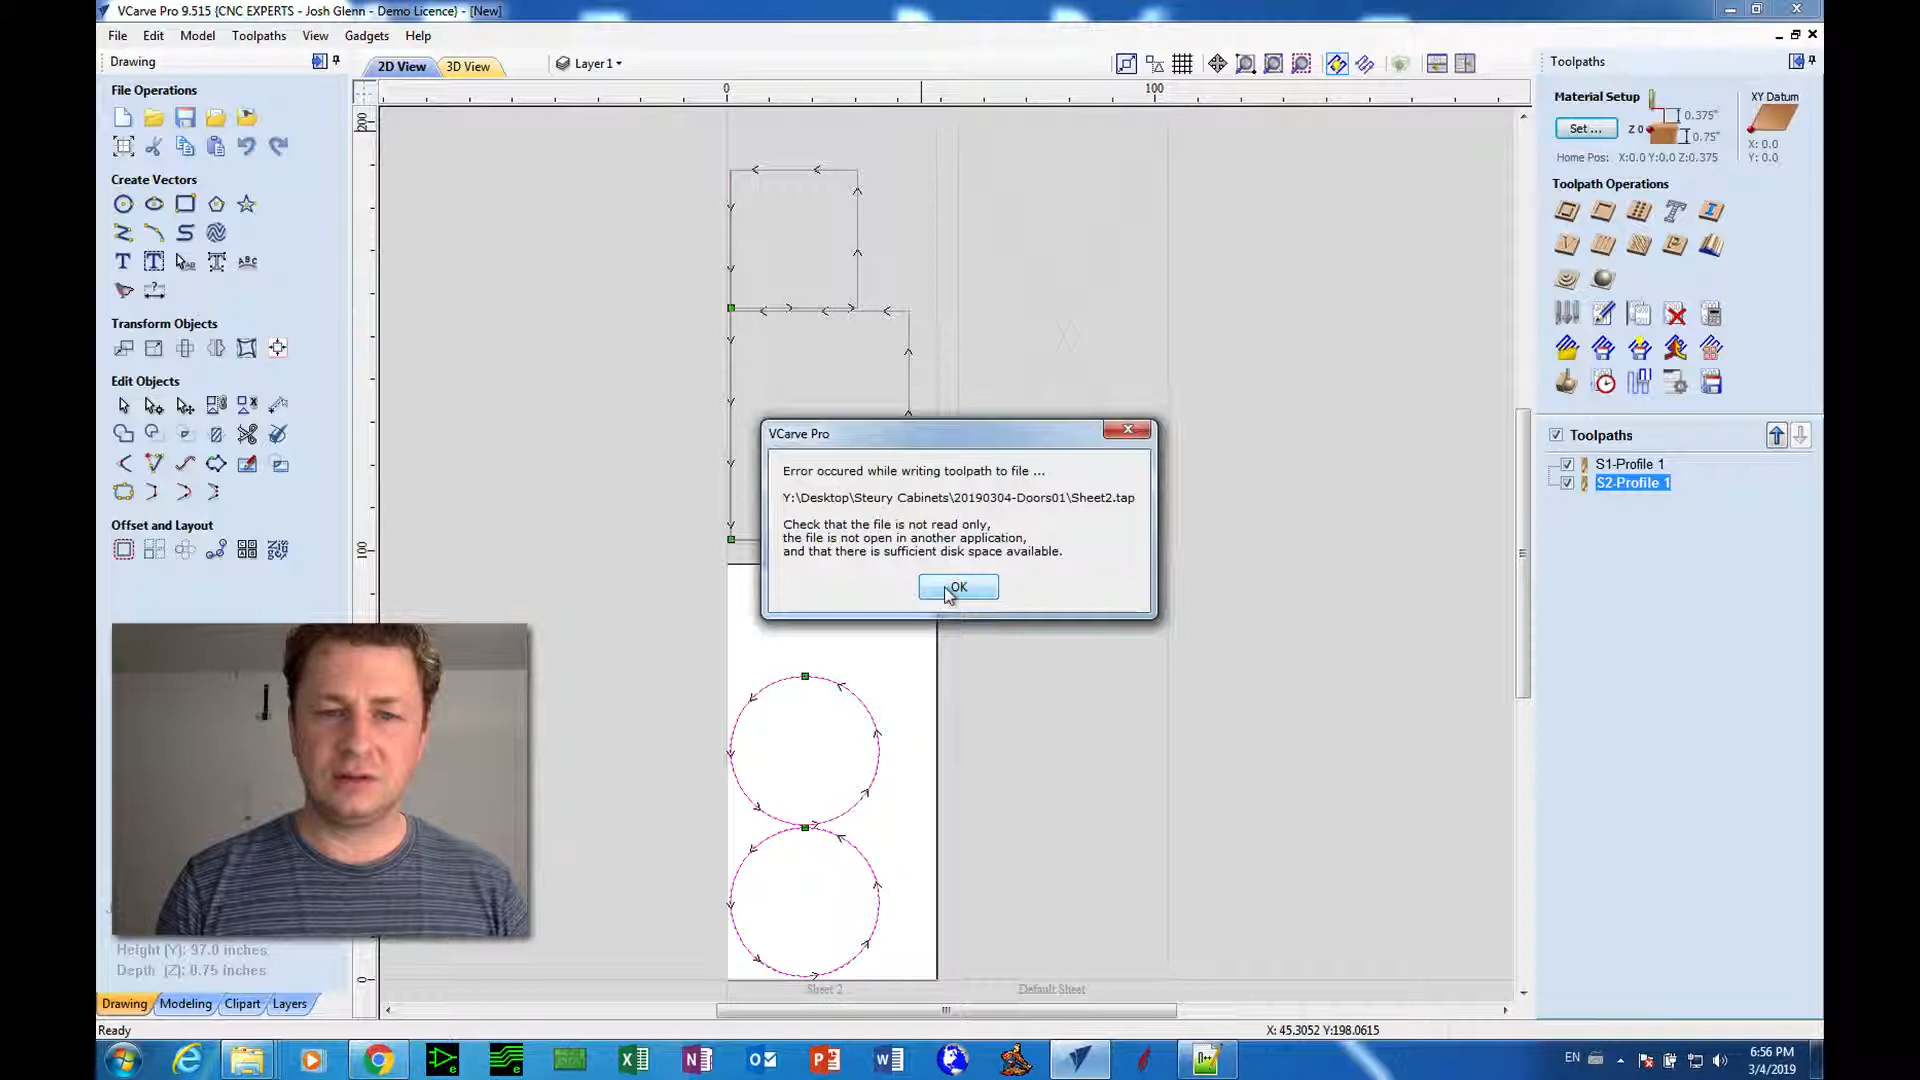 VCarve Pro 9.515 {CNC EXPERTS - Josh Glenn - Demo Licence} - [New]
File Edit Model Toolpaths View Gadgets Help
Drawing
2D View
3D View
Layer 1
Toolpaths
File Operations
0
100
200
100
0
Material Setup
Set ...
Z 0
0.375"
0.75"
XY Datum
X: 0.0
Y: 0.0
Home Pos: X:0.0 Y:0.0 Z:0.375
Create Vectors
Toolpath Operations
Transform Objects
Edit Objects
Offset and Layout
Toolpaths
S1-Profile 1
S2-Profile 1
VCarve Pro
Error occured while writing toolpath to file ...
Y:\Desktop\Steury Cabinets\20190304-Doors01\Sheet2.tap
Check that the file is not read only,
the file is not open in another application,
and that there is sufficient disk space available.
OK
Height (Y): 97.0 inches
Depth (Z): 0.75 inches
Sheet 2
Default Sheet
Drawing Modeling Clipart Layers
Ready
X: 45.3052 Y:198.0615
EN
6:56 PM
3/4/2019